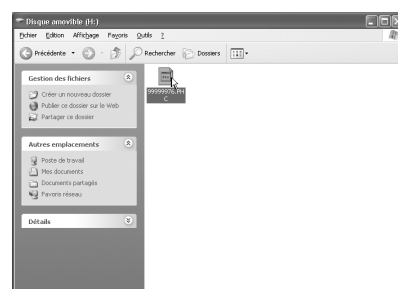 Disque amovible (H:)
Fichier Edition Affichage Favoris Outils ?
Précédente Rechercher Dossiers
Gestion des fichiers
Créer un nouveau dossier
Publier ce dossier sur le Web
Partager ce dossier
Autres emplacements
Poste de travail
Mes documents
Documents partagés
Favoris réseau
Détails
99999976.PH
C